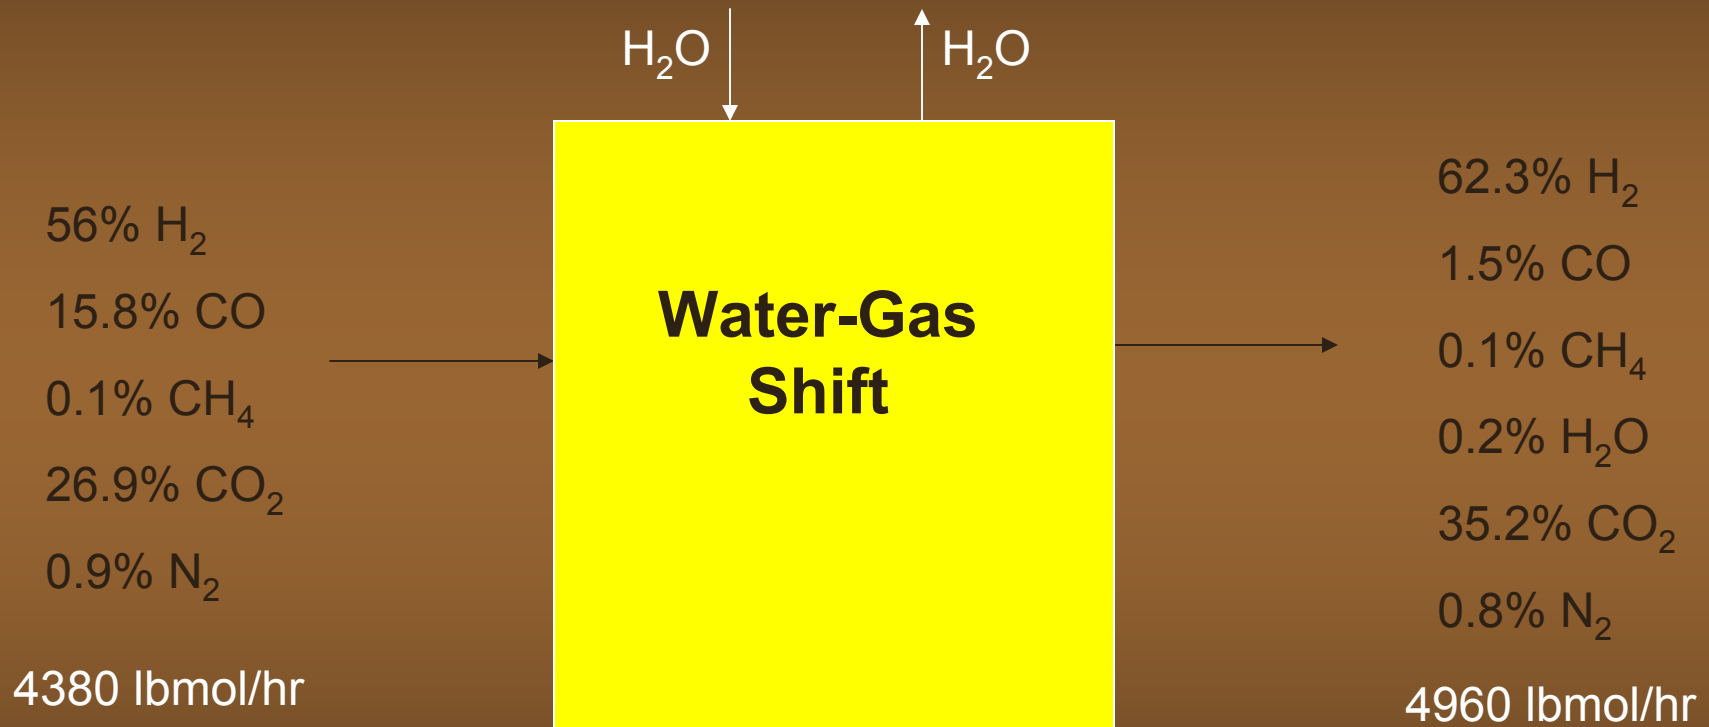 H₂O
H₂O
56% H₂
15.8% CO
0.1% CH₄
26.9% CO₂
0.9% N₂
4380 lbmol/hr
Water-Gas
Shift
62.3% H₂
1.5% CO
0.1% CH₄
0.2% H₂O
35.2% CO₂
0.8% N₂
4960 lbmol/hr